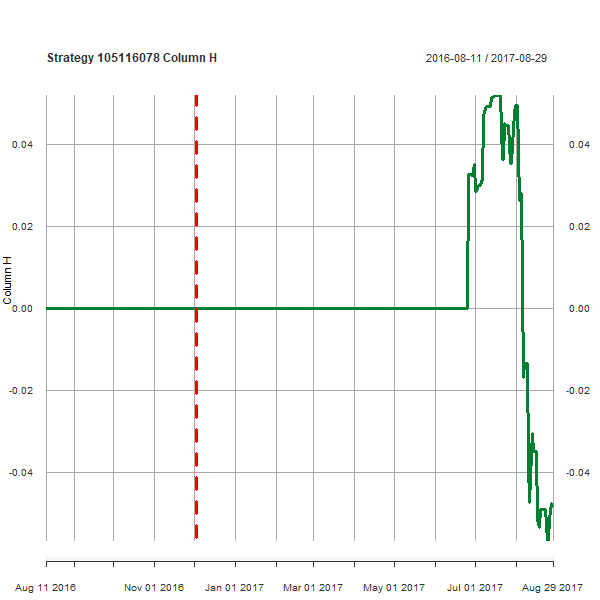 Strategy 105116078 Column H
2016-08-11 / 2017-08-29
0.04 0.04
0.02 0.02
Column H
0.00 0.00
-0.02 -0.02
-0.04 -0.04
Aug 11 2016 Nov 01 2016 Jan 01 2017 Mar 01 2017 May 01 2017 Jul 01 2017 Aug 29 2017